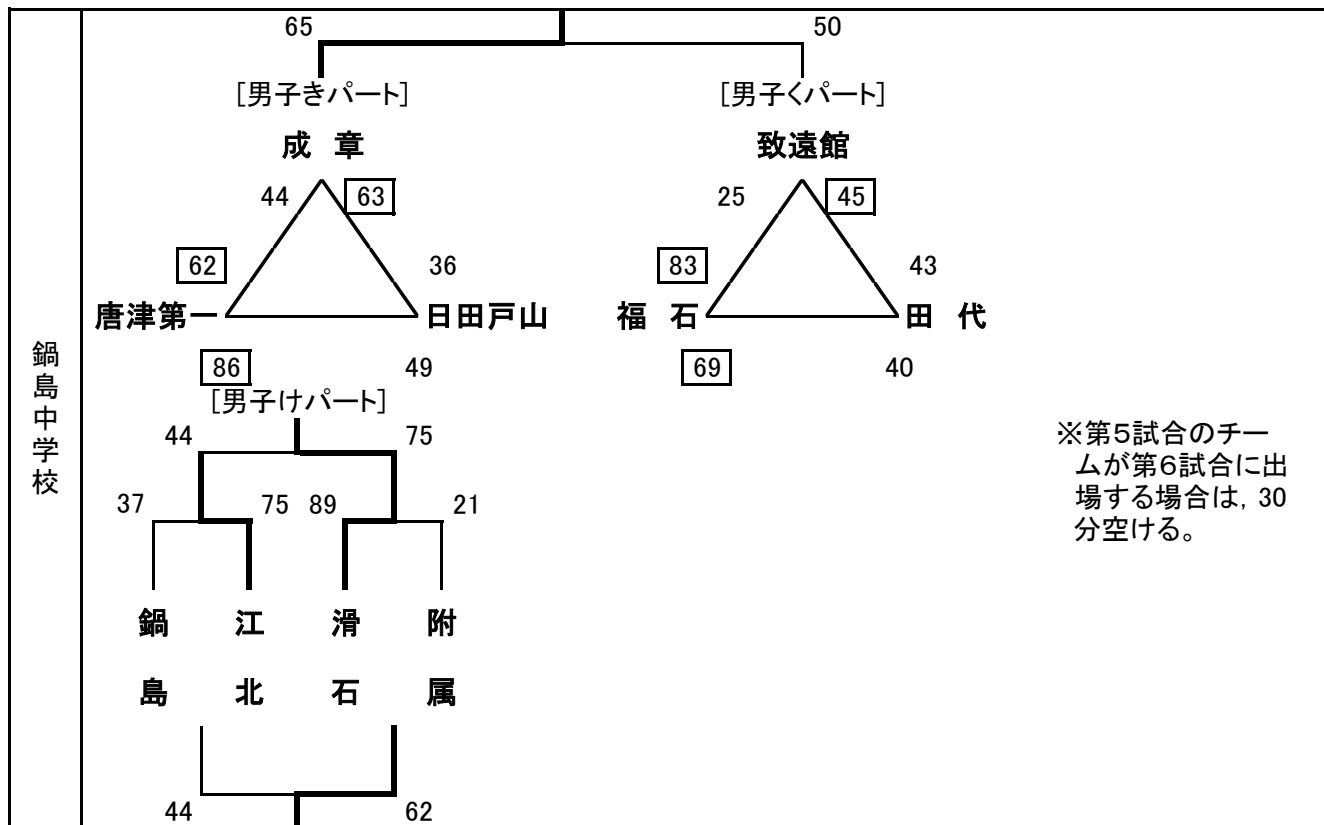 65 50
[男子きパート] [男子くパート]
成 章 致遠館
44 63 25 45
62 36 83 43
唐津第一 日田戸山 福 石 田 代
86 49 69 40
[男子けパート]
44 75
37 75 89 21
鍋島 江北 滑石 附属
44 62
鍋島中学校
※第5試合のチー
ムが第6試合に出
場する場合は, 30
分空ける。